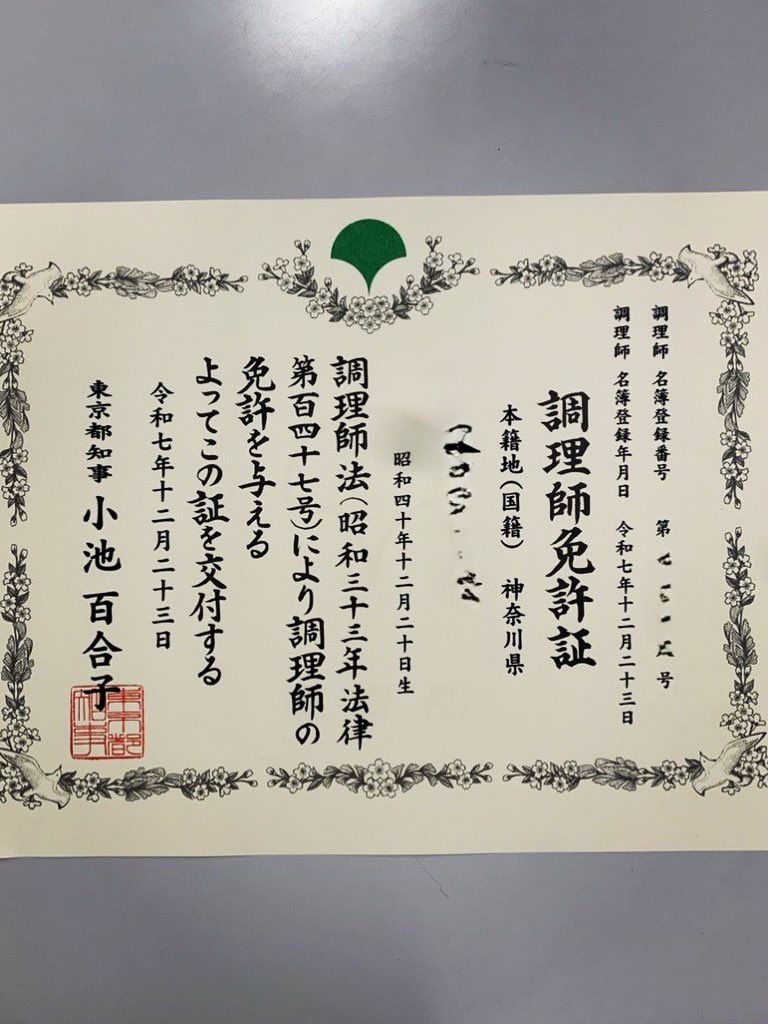 調理師 名簿登録番号 第 号
調理師 名簿登録年月日 令和七年十二月二十三日
調理師免許証
本籍地(国籍) 神奈川県
昭和四十年十二月二十日生
調理師法(昭和三十三年法律
第百四十七号)により調理師の
免許を与える
よってこの証を交付する
令和七年十二月二十三日
東京都知事 小池 百合子
東京都知事